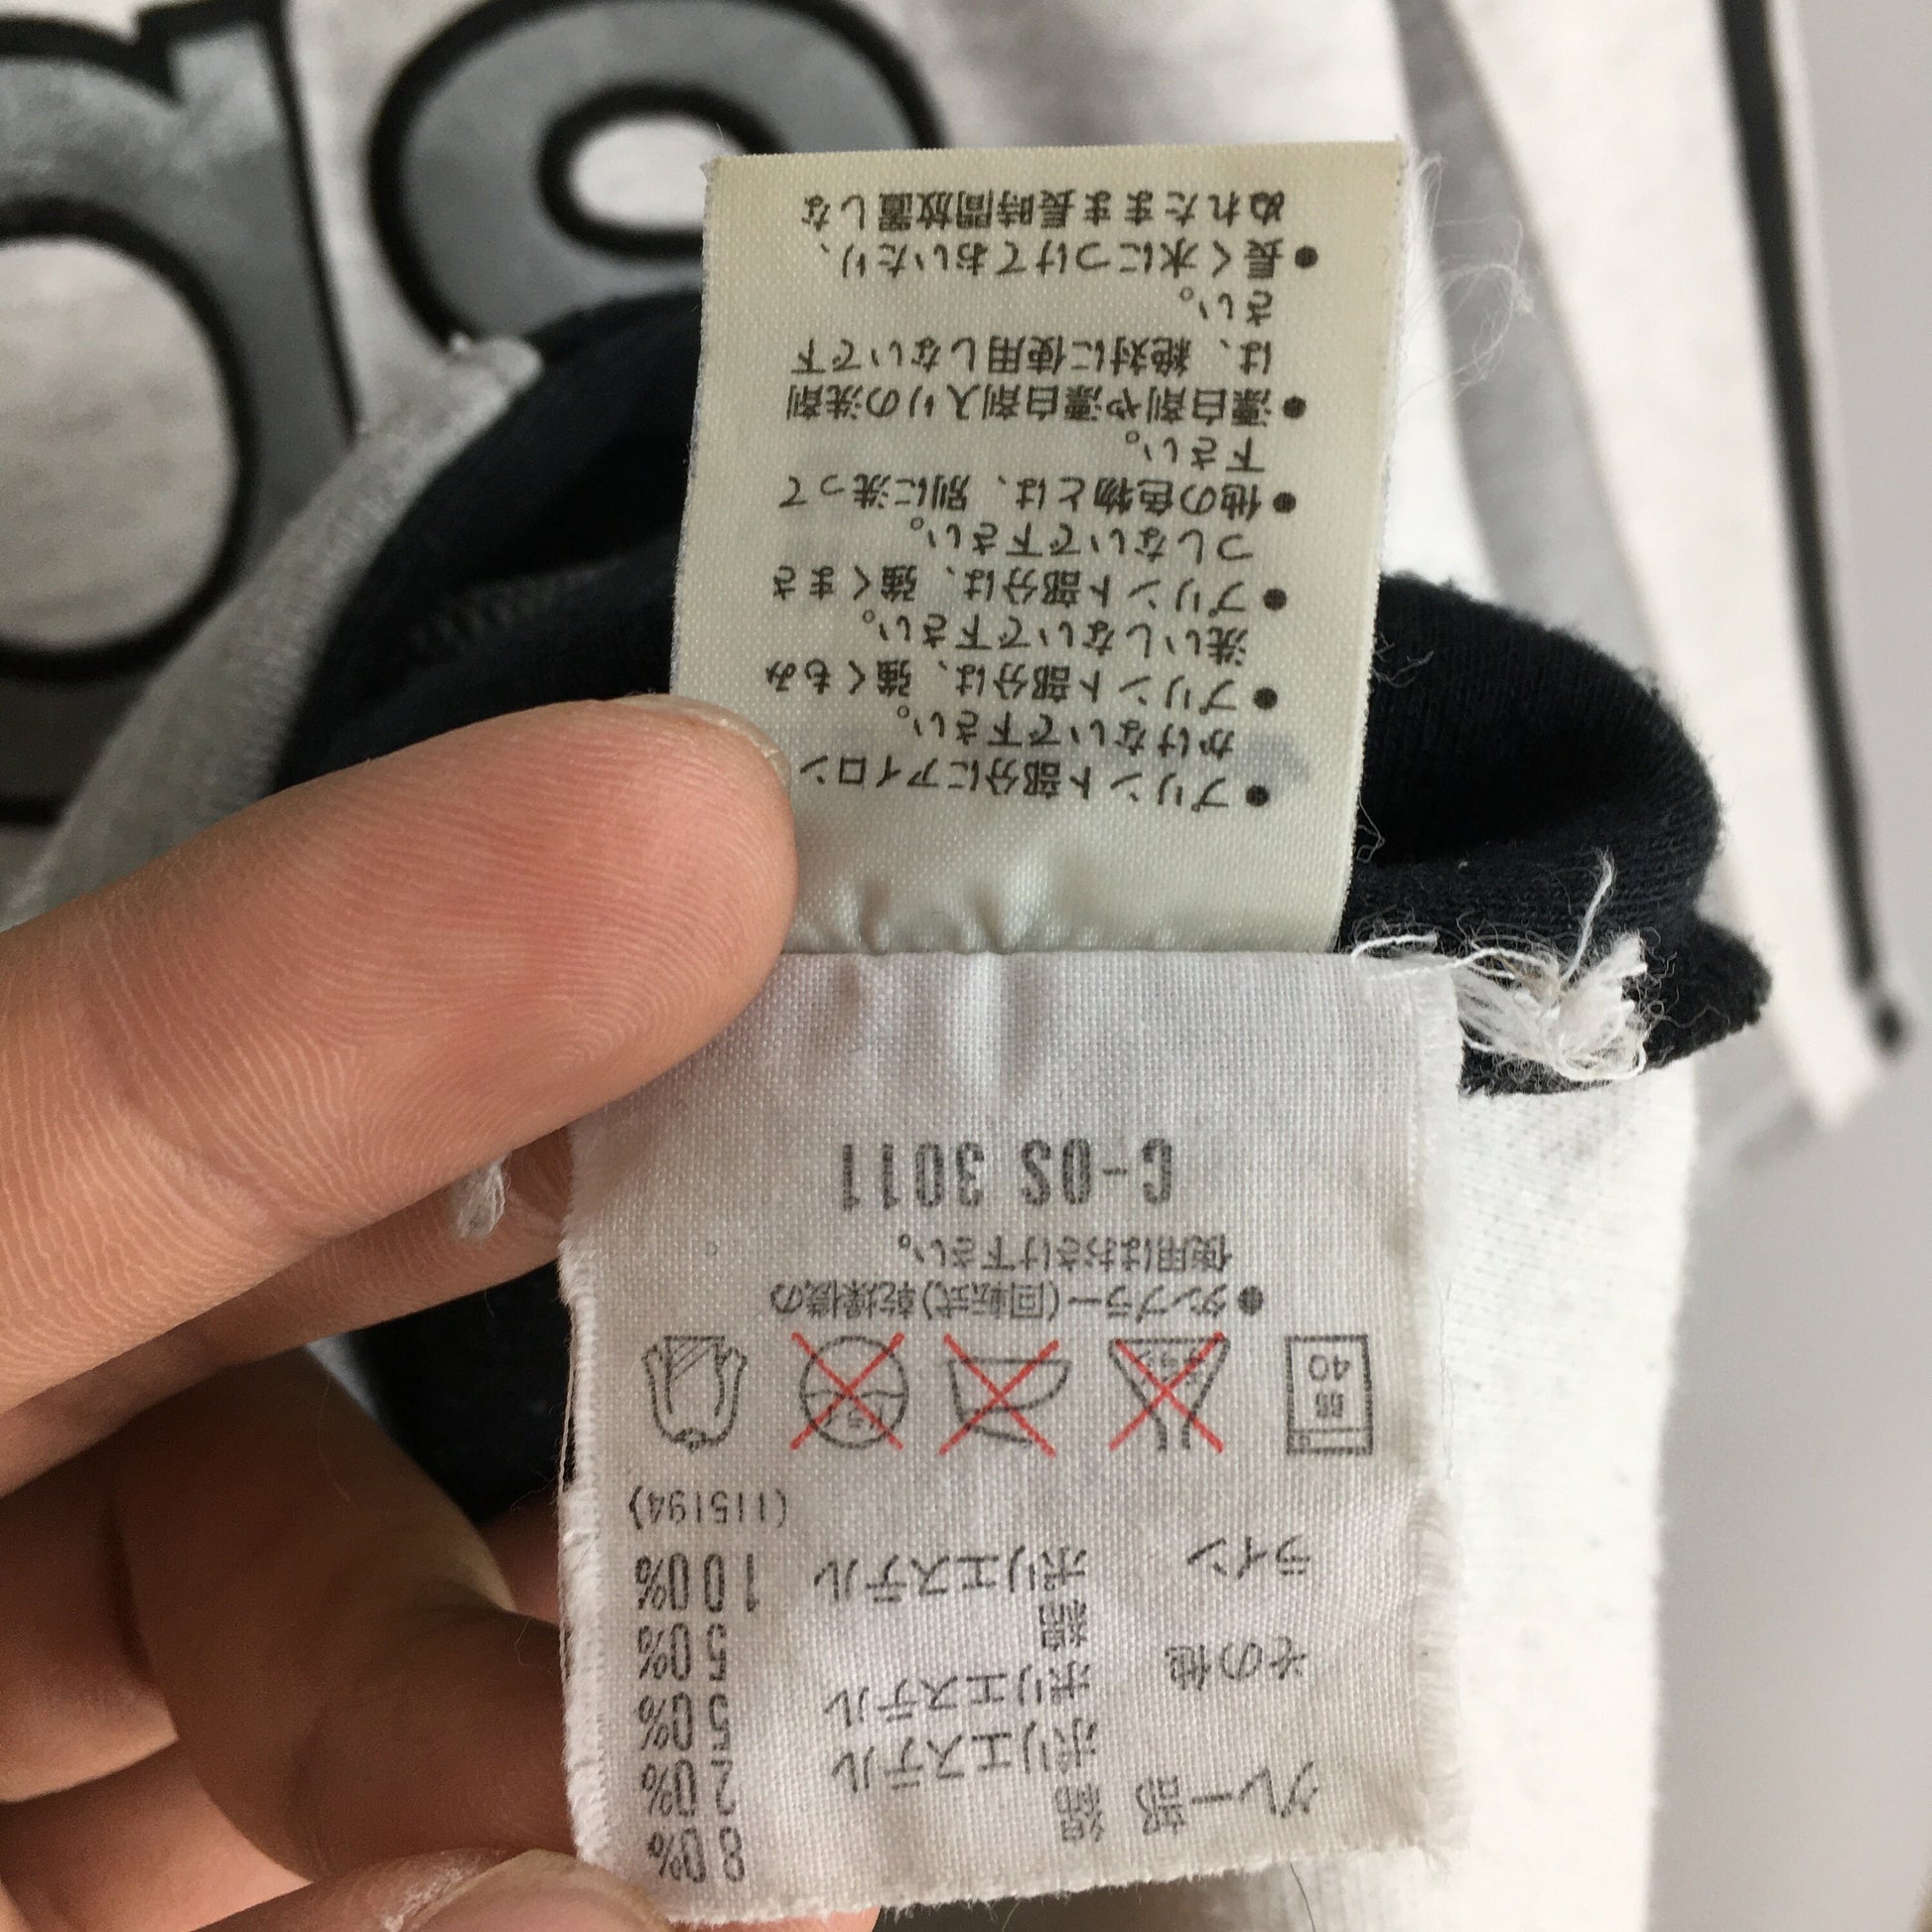 グレー部 綿 80%
ポリエステル 20%
その他 ポリエステル 50%
綿 50%
ライン ポリエステル 100%
(115194)
40
●タンブラー(回転式)乾燥機の
使用はおさけ下さい。
C-OS 3011
●プリント部分にアイロン
かけないで下さい。
●プリント部分は、強くもみ
洗いしないで下さい。
●プリント部分は、強くまさ
つしないで下さい。
●他の色物とは、別に洗って
下さい。
●漂白剤や漂白剤入りの洗剤
は、絶対に使用しないで下
さい。
●長く水につけておいたり、
ぬれたまま長時間放置しな